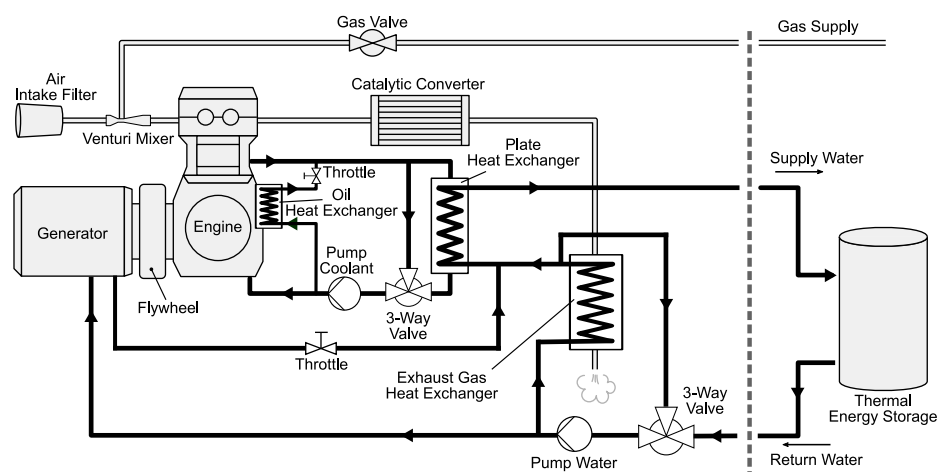 Gas Valve
Gas Supply
Air
Intake Filter
Catalytic Converter
Venturi Mixer
Plate
Heat Exchanger
Supply Water
Throttle
Oil
Heat Exchanger
Generator
Engine
Pump
Coolant
Flywheel
3-Way
Valve
Throttle
Exhaust Gas
Heat Exchanger
3-Way
Valve
Thermal
Energy Storage
Pump Water
Return Water